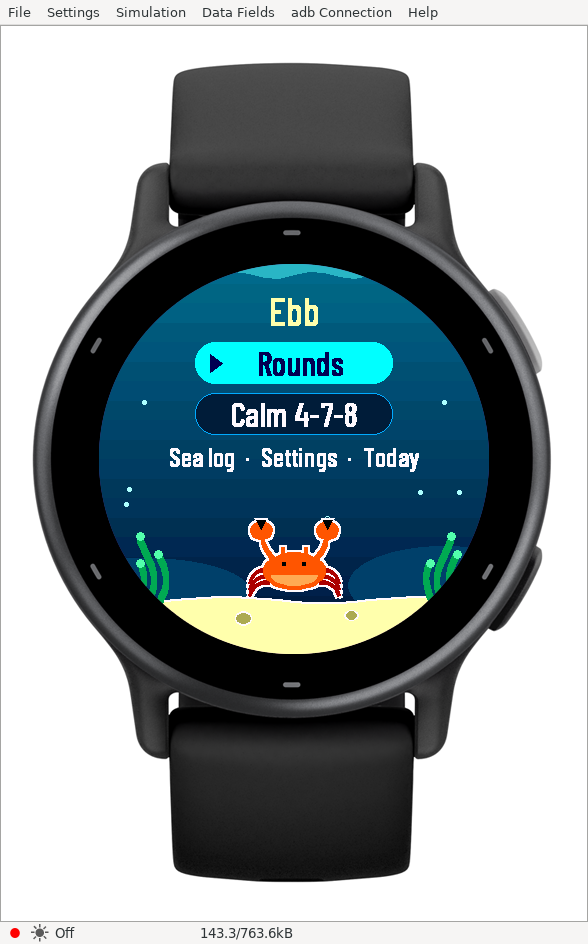 File Settings Simulation Data Fields adb Connection Help
Ebb
Rounds
Calm 4-7-8
Sea log · Settings · Today
Off 143.3/763.6kB